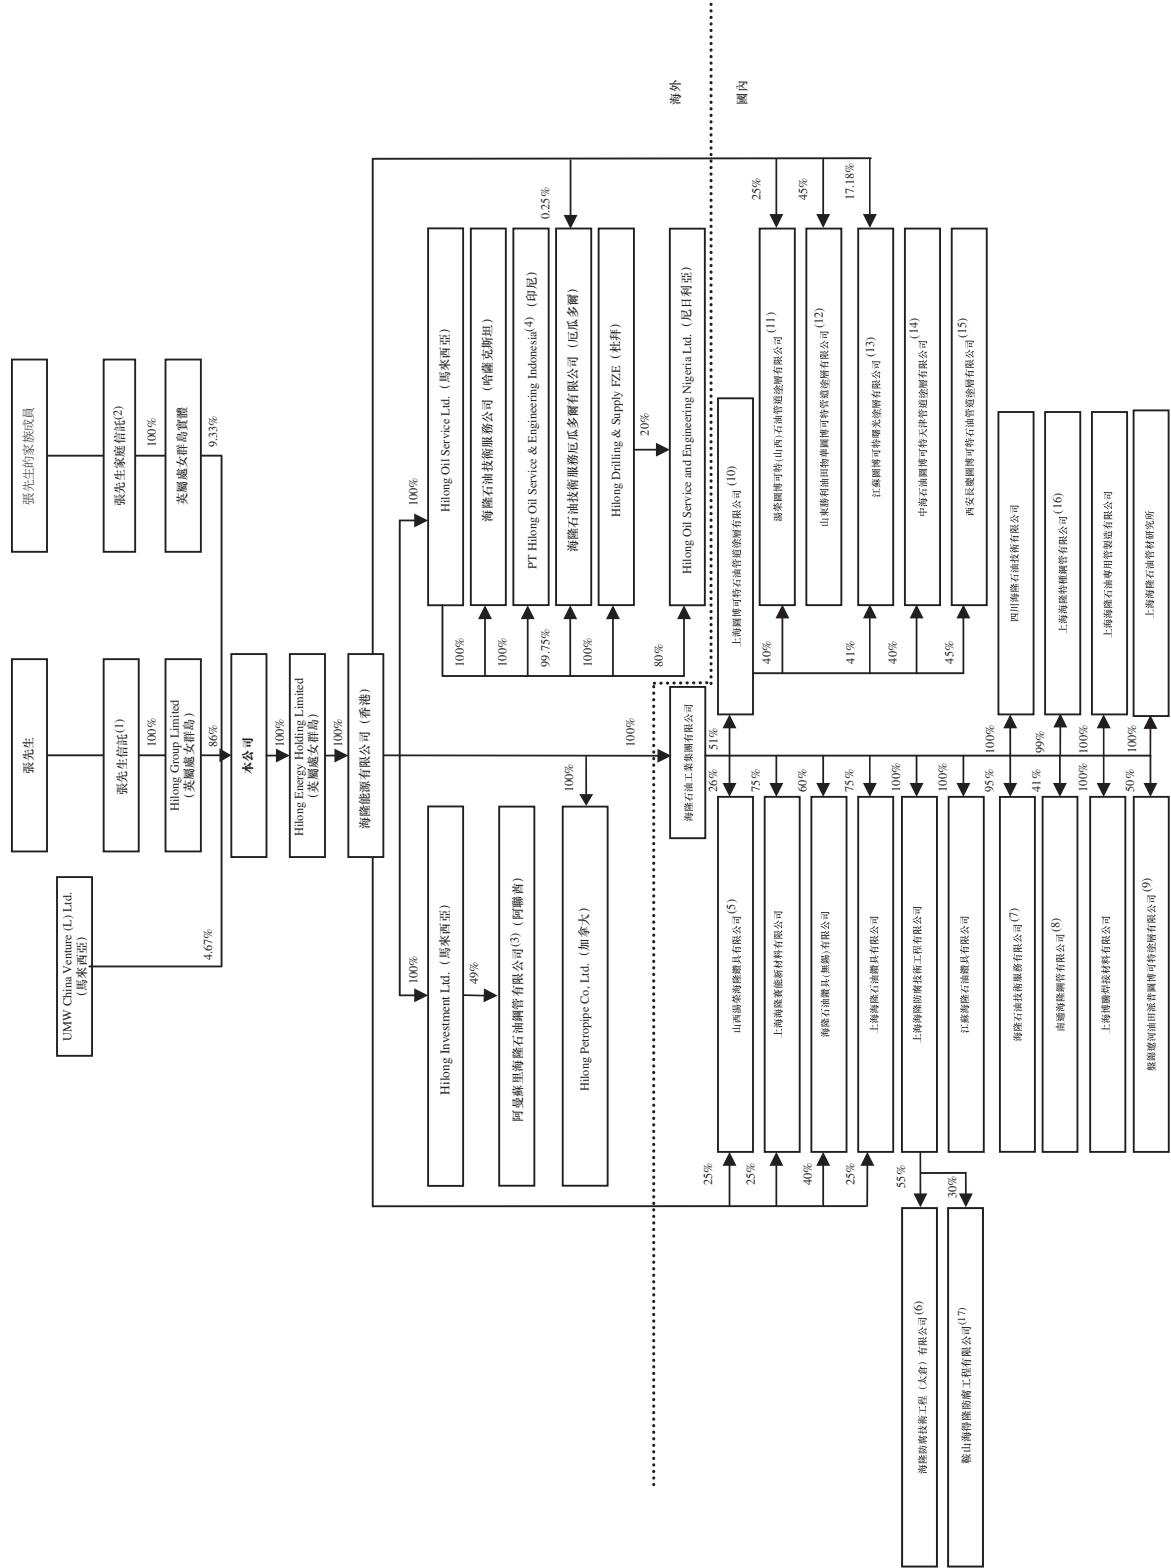 張先生
張先生的家族成員
UMW China Venture (L) Ltd.
(馬來西亞)
張先生信託(1)
張先生家庭信託(2)
100%
100%
Hilong Group Limited
(英屬處女群島)
英屬處女群島實體
4.67%
86%
9.33%
本公司
100%
Hilong Energy Holding Limited
(英屬處女群島)
100%
海隆能源有限公司(香港)
100%
100%
Hilong Investment Ltd.(馬來西亞)
Hilong Oil Service Ltd.(馬來西亞)
49%
100%
海隆石油技術服務公司(哈薩克斯坦)
阿曼蘇里海隆石油鋼管有限公司(3)(阿聯酋)
100%
PT Hilong Oil Service & Engineering Indonesia(4)(印尼)
99.75%
海隆石油技術服務厄瓜多爾有限公司(厄瓜多爾)
0.25%
100%
Hilong Petropipe Co, Ltd.(加拿大)
100%
Hilong Drilling & Supply FZE(杜拜)
20%
100%
80%
Hilong Oil Service and Engineering Nigeria Ltd.(尼日利亞)
海隆石油工業集團有限公司
海外
國內
25%
山西湯榮海隆鑽具有限公司(5)
26%
51%
上海圖博可特石油管道塗層有限公司(10)
25%
上海海隆賽能新材料有限公司
75%
40%
湯榮圖博可特(山西)石油管道塗層有限公司(11)
25%
40%
海隆石油鑽具(無錫)有限公司
60%
山東勝利油田物華圖博可特管道塗層有限公司(12)
45%
25%
上海海隆石油鑽具有限公司
75%
41%
江蘇圖博可特曙光塗層有限公司(13)
17.18%
55%
上海海隆防腐技術工程有限公司
100%
40%
中海石油圖博可特天津管道塗層有限公司(14)
海隆防腐技術工程(太倉)有限公司(6)
30%
江蘇海隆石油鑽具有限公司
100%
45%
西安長慶圖博可特石油管道塗層有限公司(15)
鞍山海得隆防腐工程有限公司(17)
海隆石油技術服務有限公司(7)
95%
100%
四川海隆石油技術有限公司
南通海隆鋼管有限公司(8)
41%
99%
上海海隆特種鋼管有限公司(16)
上海博騰焊接材料有限公司
100%
100%
上海海隆石油專用管製造有限公司
盤錦遼河油田派普圖博可特塗層有限公司(9)
50%
100%
上海海隆石油管材研究所